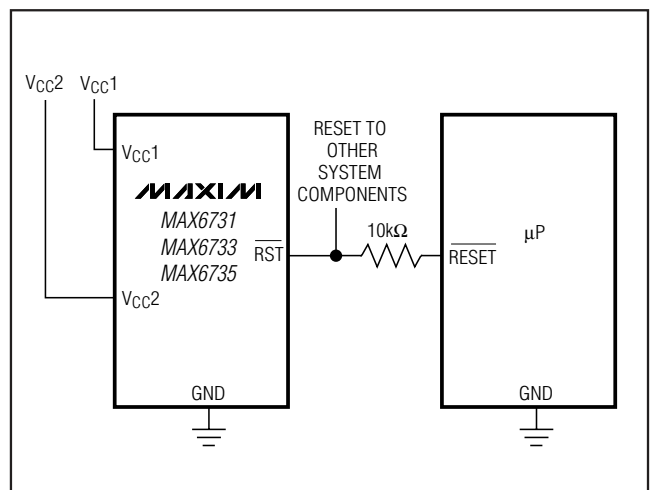 VCC2 VCC1
VCC1
MAXIM
MAX6731
MAX6733
MAX6735
RST
VCC2
GND
RESET TO
OTHER
SYSTEM
COMPONENTS
10kΩ
RESET
μP
GND